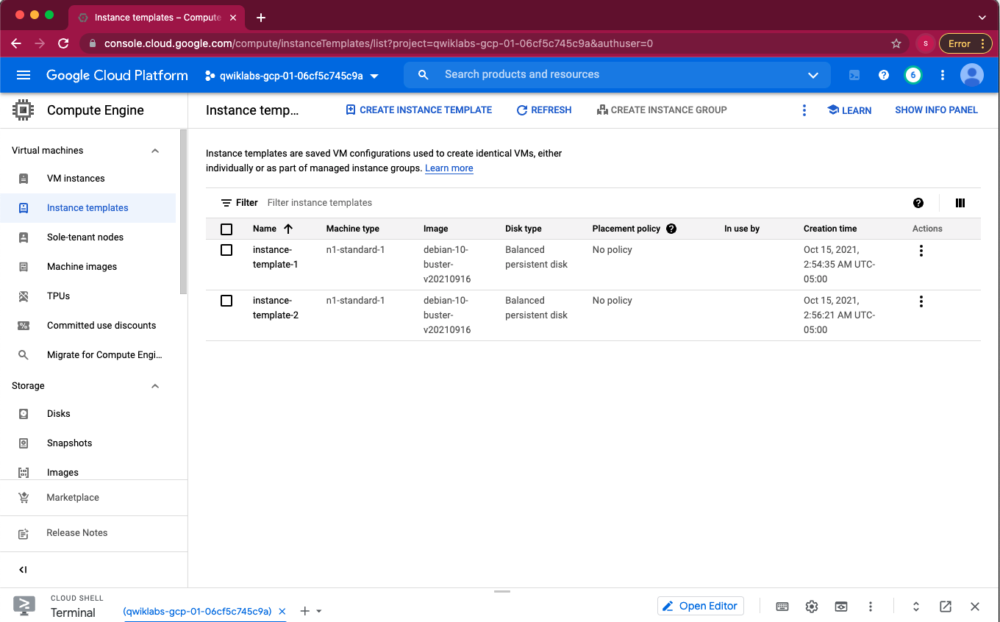 Instance templates – Compute
console.cloud.google.com/compute/instanceTemplates/list?project=qwiklabs-gcp-01-06cf5c745c9a&authuser=0
S
Error
Google Cloud Platform
qwiklabs-gcp-01-06cf5c745c9a
Search products and resources
6
Compute Engine
Instance temp...
CREATE INSTANCE TEMPLATE
REFRESH
CREATE INSTANCE GROUP
LEARN
SHOW INFO PANEL
Virtual machines
VM instances
Instance templates
Sole-tenant nodes
Machine images
TPUs
Committed use discounts
Migrate for Compute Engi...
Storage
Disks
Snapshots
Images
Marketplace
Release Notes
Instance templates are saved VM configurations used to create identical VMs, either
individually or as part of managed instance groups. Learn more
Filter Filter instance templates
Name Machine type Image Disk type Placement policy In use by Creation time Actions
instance- n1-standard-1 debian-10- Balanced No policy Oct 15, 2021,
template-1 buster- persistent disk 2:54:35 AM UTC-
v20210916 05:00
instance- n1-standard-1 debian-10- Balanced No policy Oct 15, 2021,
template-2 buster- persistent disk 2:56:21 AM UTC-
v20210916 05:00
CLOUD SHELL
Terminal
(qwiklabs-gcp-01-06cf5c745c9a)
Open Editor